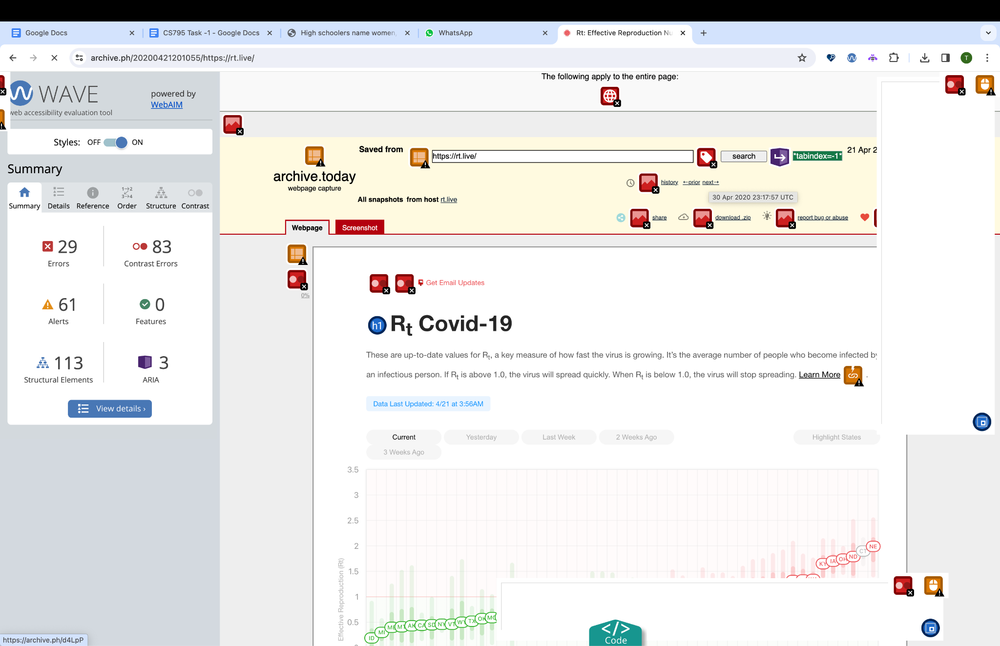 Google Docs
CS795 Task -1 - Google Docs
High schoolers name women,
WhatsApp
Rt: Effective Reproduction Nu
archive.ph/20200421201055/https://rt.live/
T
WAVE
web accessibility evaluation tool
powered by
WebAIM
Styles: OFF ON
Summary
Summary Details Reference Order Structure Contrast
29
Errors
83
Contrast Errors
61
Alerts
0
Features
113
Structural Elements
3
ARIA
View details ›
The following apply to the entire page:
archive.today
webpage capture
Saved from
https://rt.live/
search
*tabindex=-1*
21 Apr 2
history ←prior next→
30 Apr 2020 23:17:57 UTC
All snapshots from host rt.live
share
download .zip
report bug or abuse
Webpage
Screenshot
0%
Get Email Updates
h1
Rt Covid-19
These are up-to-date values for Rt, a key measure of how fast the virus is growing. It’s the average number of people who become infected by
an infectious person. If Rt is above 1.0, the virus will spread quickly. When Rt is below 1.0, the virus will stop spreading. Learn More .
Data Last Updated: 4/21 at 3:56AM
Current
Yesterday
Last Week
2 Weeks Ago
Highlight States
3 Weeks Ago
3.5
3
2.5
2
1.5
1
0.5
Effective Reproduction (Rt)
ID MI ME MT AK CA SD NY VT WY TX OK MO
KY IA OH ND CT NE
</>
Code
https://archive.ph/d4LpP